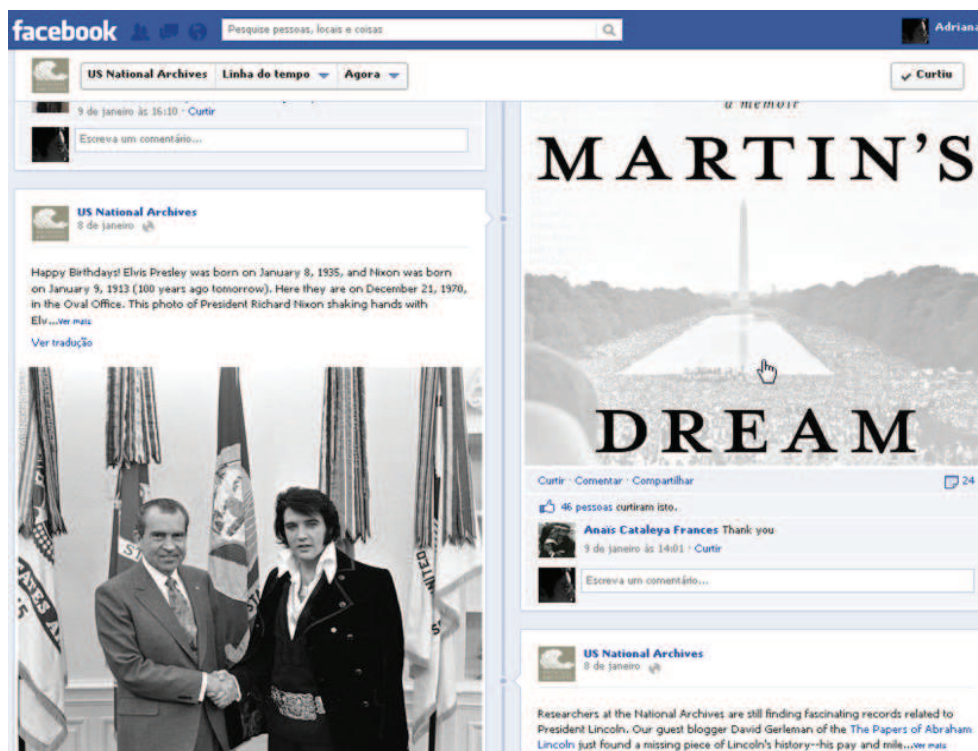 facebook
Pesquise pessoas, locais e coisas
Adriana
US National Archives
Linha do tempo
Agora
Curtiu
9 de janeiro às 16:10 · Curtir
Escreva um comentário...
US National Archives
8 de janeiro
Happy Birthdays! Elvis Presley was born on January 8, 1935, and Nixon was born
on January 9, 1913 (100 years ago tomorrow). Here they are on December 21, 1970,
in the Oval Office. This photo of President Richard Nixon shaking hands with
Elv...Ver mais
Ver tradução
a memoir
MARTIN'S
DREAM
Curtir · Comentar · Compartilhar
24
46 pessoas curtiram isto.
Anaïs Cataleya Frances Thank you
9 de janeiro às 14:01 · Curtir
Escreva um comentário...
US National Archives
8 de janeiro
Researchers at the National Archives are still finding fascinating records related to
President Lincoln. Our guest blogger David Gerleman of the The Papers of Abraham
Lincoln just found a missing piece of Lincoln's history--his pay and mile...Ver mais